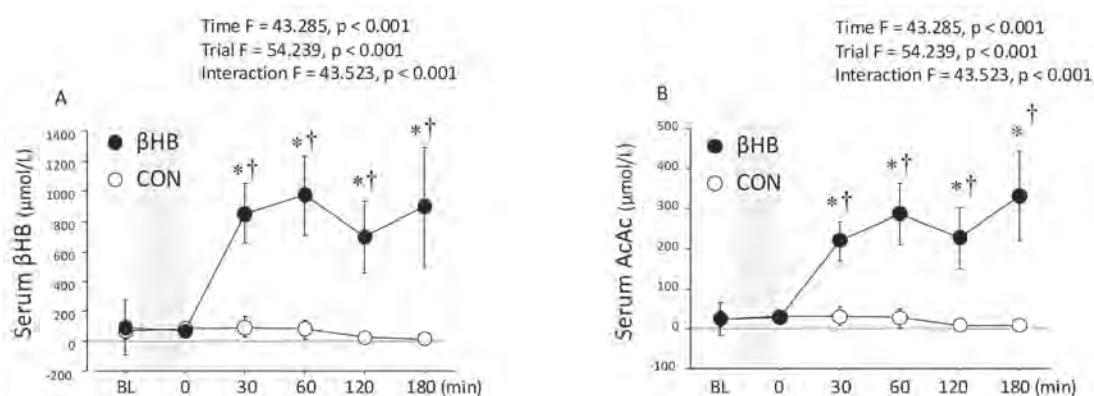 Time F = 43.285, p < 0.001
Trial F = 54.239, p < 0.001
Interaction F = 43.523, p < 0.001
A
1400
1200
1000
800
600
400
200
0
-200
Serum βHB (μmol/L)
βHB
CON
*†
*†
*†
*†
BL
0
30
60
120
180 (min)
Time F = 43.285, p < 0.001
Trial F = 54.239, p < 0.001
Interaction F = 43.523, p < 0.001
B
500
400
300
200
100
0
-100
Serum AcAc (μmol/L)
βHB
CON
*†
*†
*†
*†
BL
0
30
60
120
180 (min)